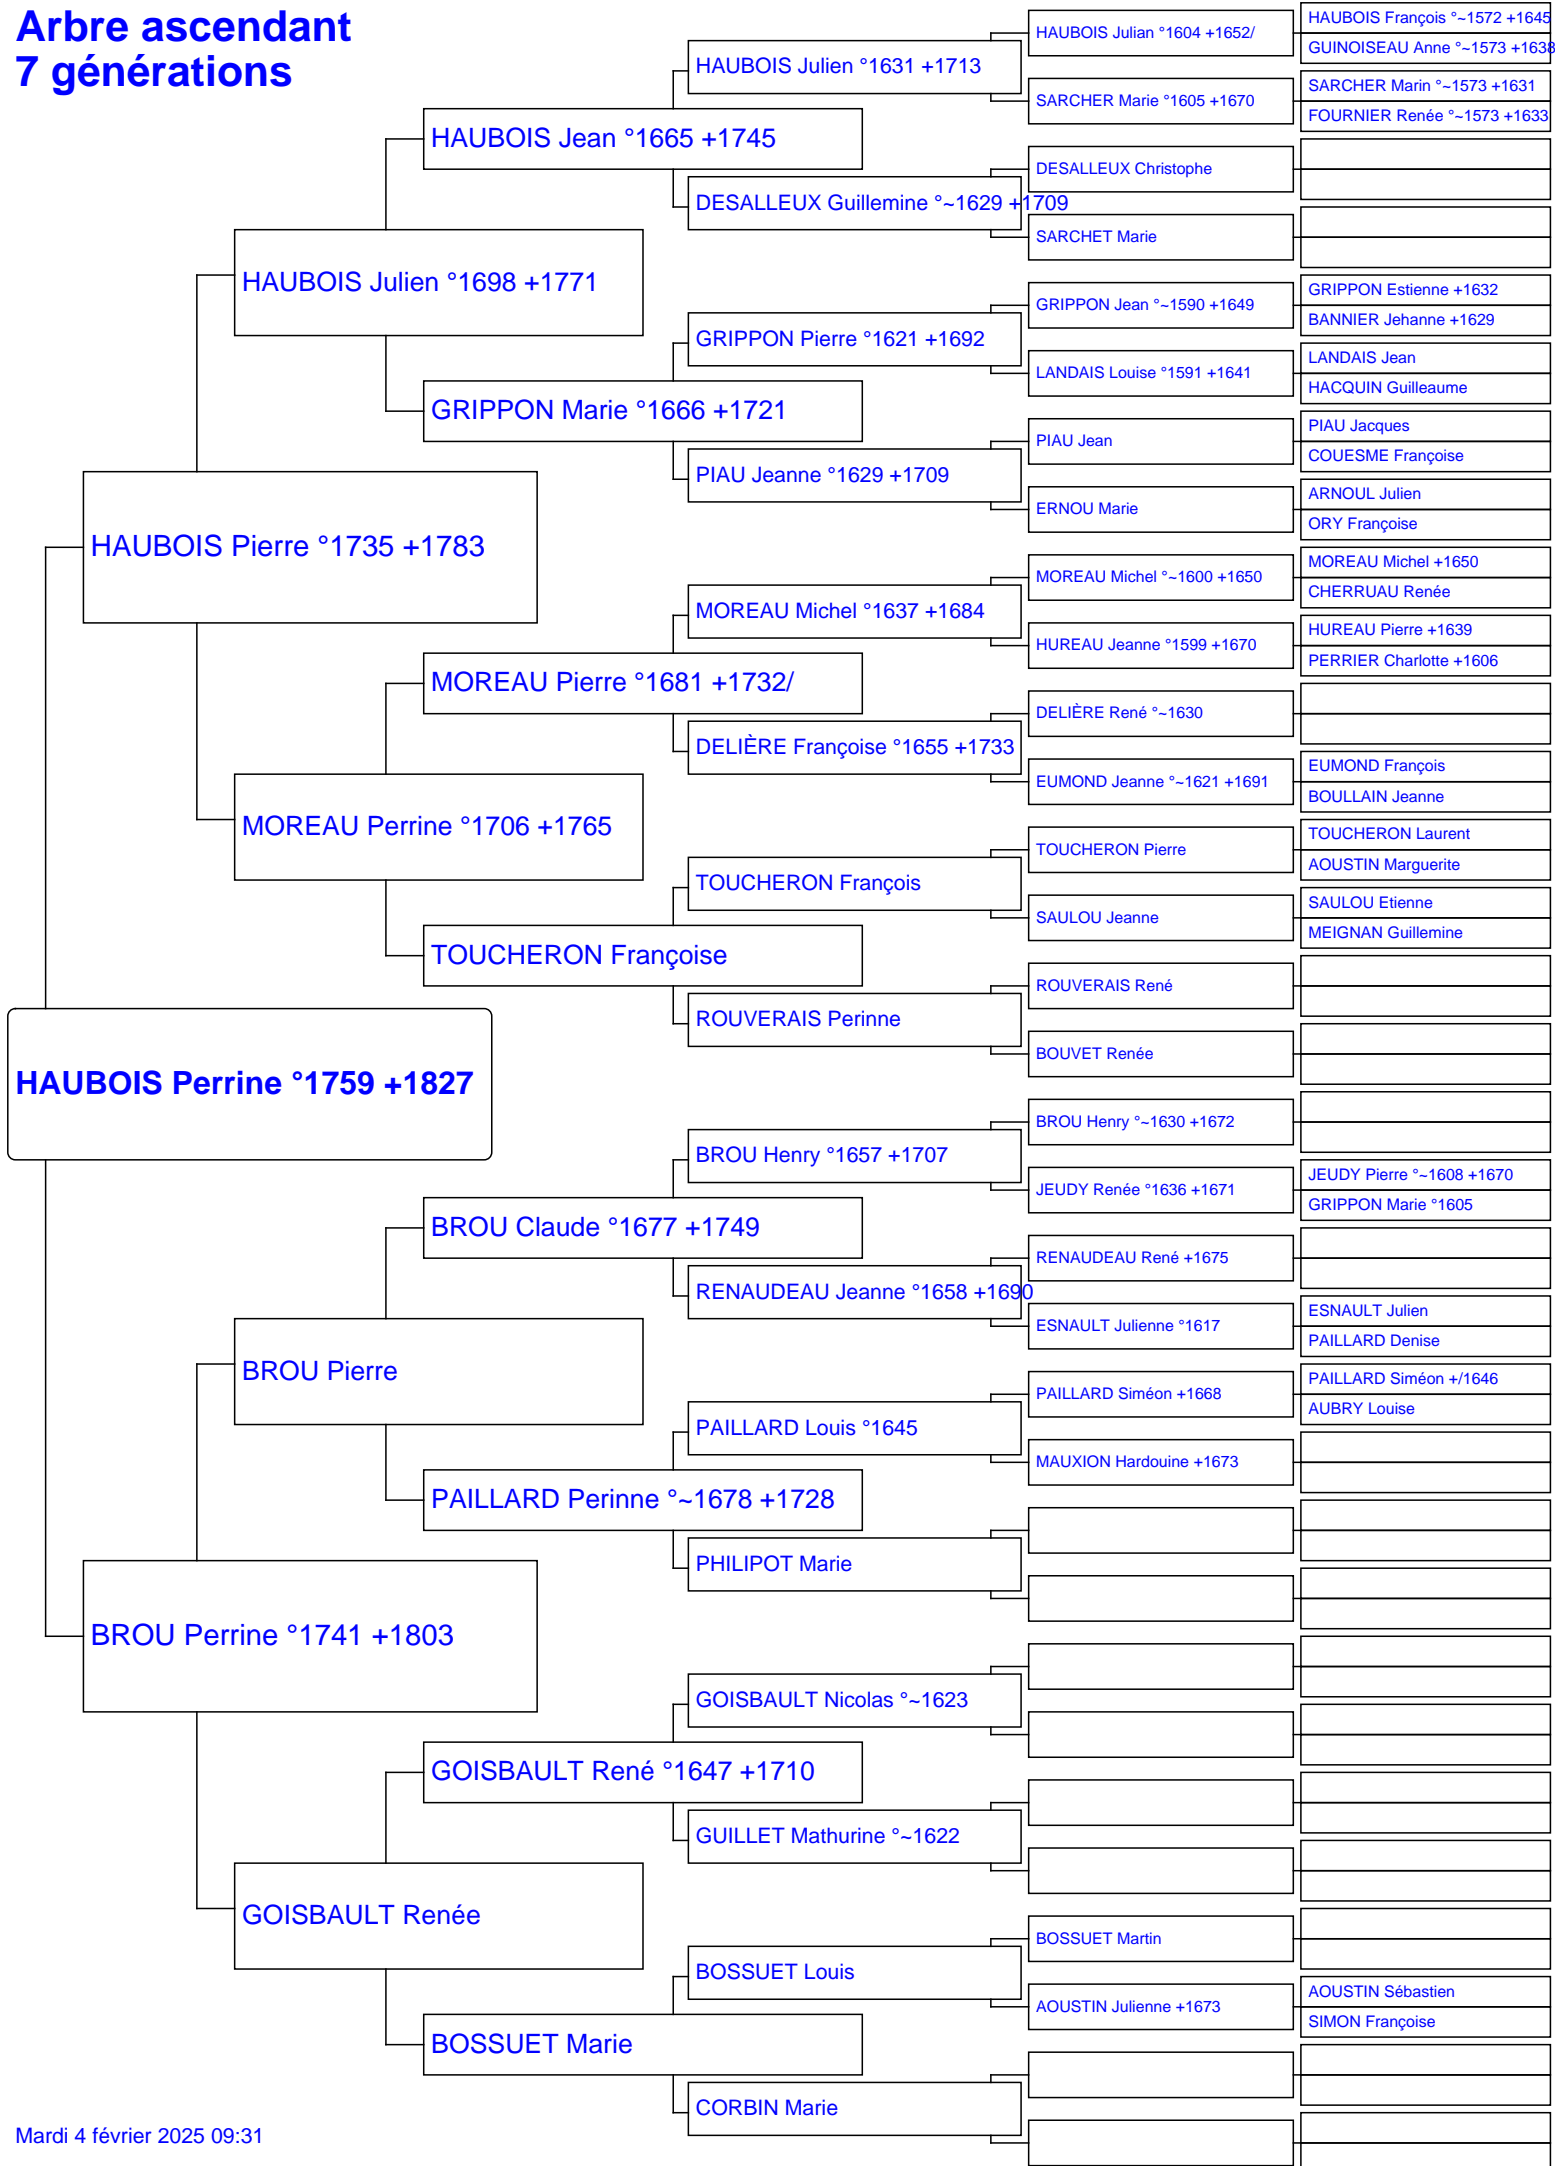 Arbre ascendant
7 générations
HAUBOIS Perrine °1759 +1827
HAUBOIS Pierre °1735 +1783
BROU Perrine °1741 +1803
HAUBOIS Julien °1698 +1771
MOREAU Perrine °1706 +1765
BROU Pierre
GOISBAULT Renée
HAUBOIS Jean °1665 +1745
GRIPPON Marie °1666 +1721
MOREAU Pierre °1681 +1732/
TOUCHERON Françoise
BROU Claude °1677 +1749
PAILLARD Perinne °~1678 +1728
GOISBAULT René °1647 +1710
BOSSUET Marie
HAUBOIS Julien °1631 +1713
DESALLEUX Guillemine °~1629 +1709
GRIPPON Pierre °1621 +1692
PIAU Jeanne °1629 +1709
MOREAU Michel °1637 +1684
DELIÈRE Françoise °1655 +1733
TOUCHERON François
ROUVERAIS Perinne
BROU Henry °1657 +1707
RENAUDEAU Jeanne °1658 +1690
PAILLARD Louis °1645
PHILIPOT Marie
GOISBAULT Nicolas °~1623
GUILLET Mathurine °~1622
BOSSUET Louis
CORBIN Marie
HAUBOIS Julian °1604 +1652/
SARCHER Marie °1605 +1670
DESALLEUX Christophe
SARCHET Marie
GRIPPON Jean °~1590 +1649
LANDAIS Louise °1591 +1641
PIAU Jean
ERNOU Marie
MOREAU Michel °~1600 +1650
HUREAU Jeanne °1599 +1670
DELIÈRE René °~1630
EUMOND Jeanne °~1621 +1691
TOUCHERON Pierre
SAULOU Jeanne
ROUVERAIS René
BOUVET Renée
BROU Henry °~1630 +1672
JEUDY Renée °1636 +1671
RENAUDEAU René +1675
ESNAULT Julienne °1617
PAILLARD Siméon +1668
MAUXION Hardouine +1673
BOSSUET Martin
AOUSTIN Julienne +1673
HAUBOIS François °~1572 +1645
GUINOISEAU Anne °~1573 +1638
SARCHER Marin °~1573 +1631
FOURNIER Renée °~1573 +1633
GRIPPON Estienne +1632
BANNIER Jehanne +1629
LANDAIS Jean
HACQUIN Guilleaume
PIAU Jacques
COUESME Françoise
ARNOUL Julien
ORY Françoise
MOREAU Michel +1650
CHERRUAU Renée
HUREAU Pierre +1639
PERRIER Charlotte +1606
EUMOND François
BOULLAIN Jeanne
TOUCHERON Laurent
AOUSTIN Marguerite
SAULOU Etienne
MEIGNAN Guillemine
JEUDY Pierre °~1608 +1670
GRIPPON Marie °1605
ESNAULT Julien
PAILLARD Denise
PAILLARD Siméon +/1646
AUBRY Louise
AOUSTIN Sébastien
SIMON Françoise
Mardi 4 février 2025 09:31